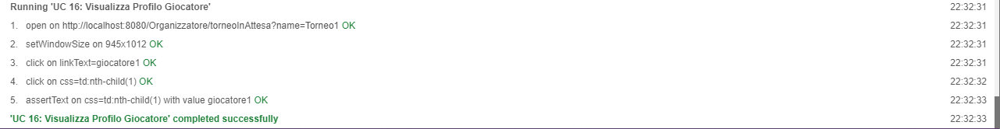 Running 'UC 16: Visualizza Profilo Giocatore' 22:32:31
1. open on http://localhost:8080/Organizzatore/torneoInAttesa?name=Torneo1 OK 22:32:31
2. setWindowSize on 945x1012 OK 22:32:31
3. click on linkText=giocatore1 OK 22:32:31
4. click on css=td:nth-child(1) OK 22:32:32
5. assertText on css=td:nth-child(1) with value giocatore1 OK 22:32:33
'UC 16: Visualizza Profilo Giocatore' completed successfully 22:32:33